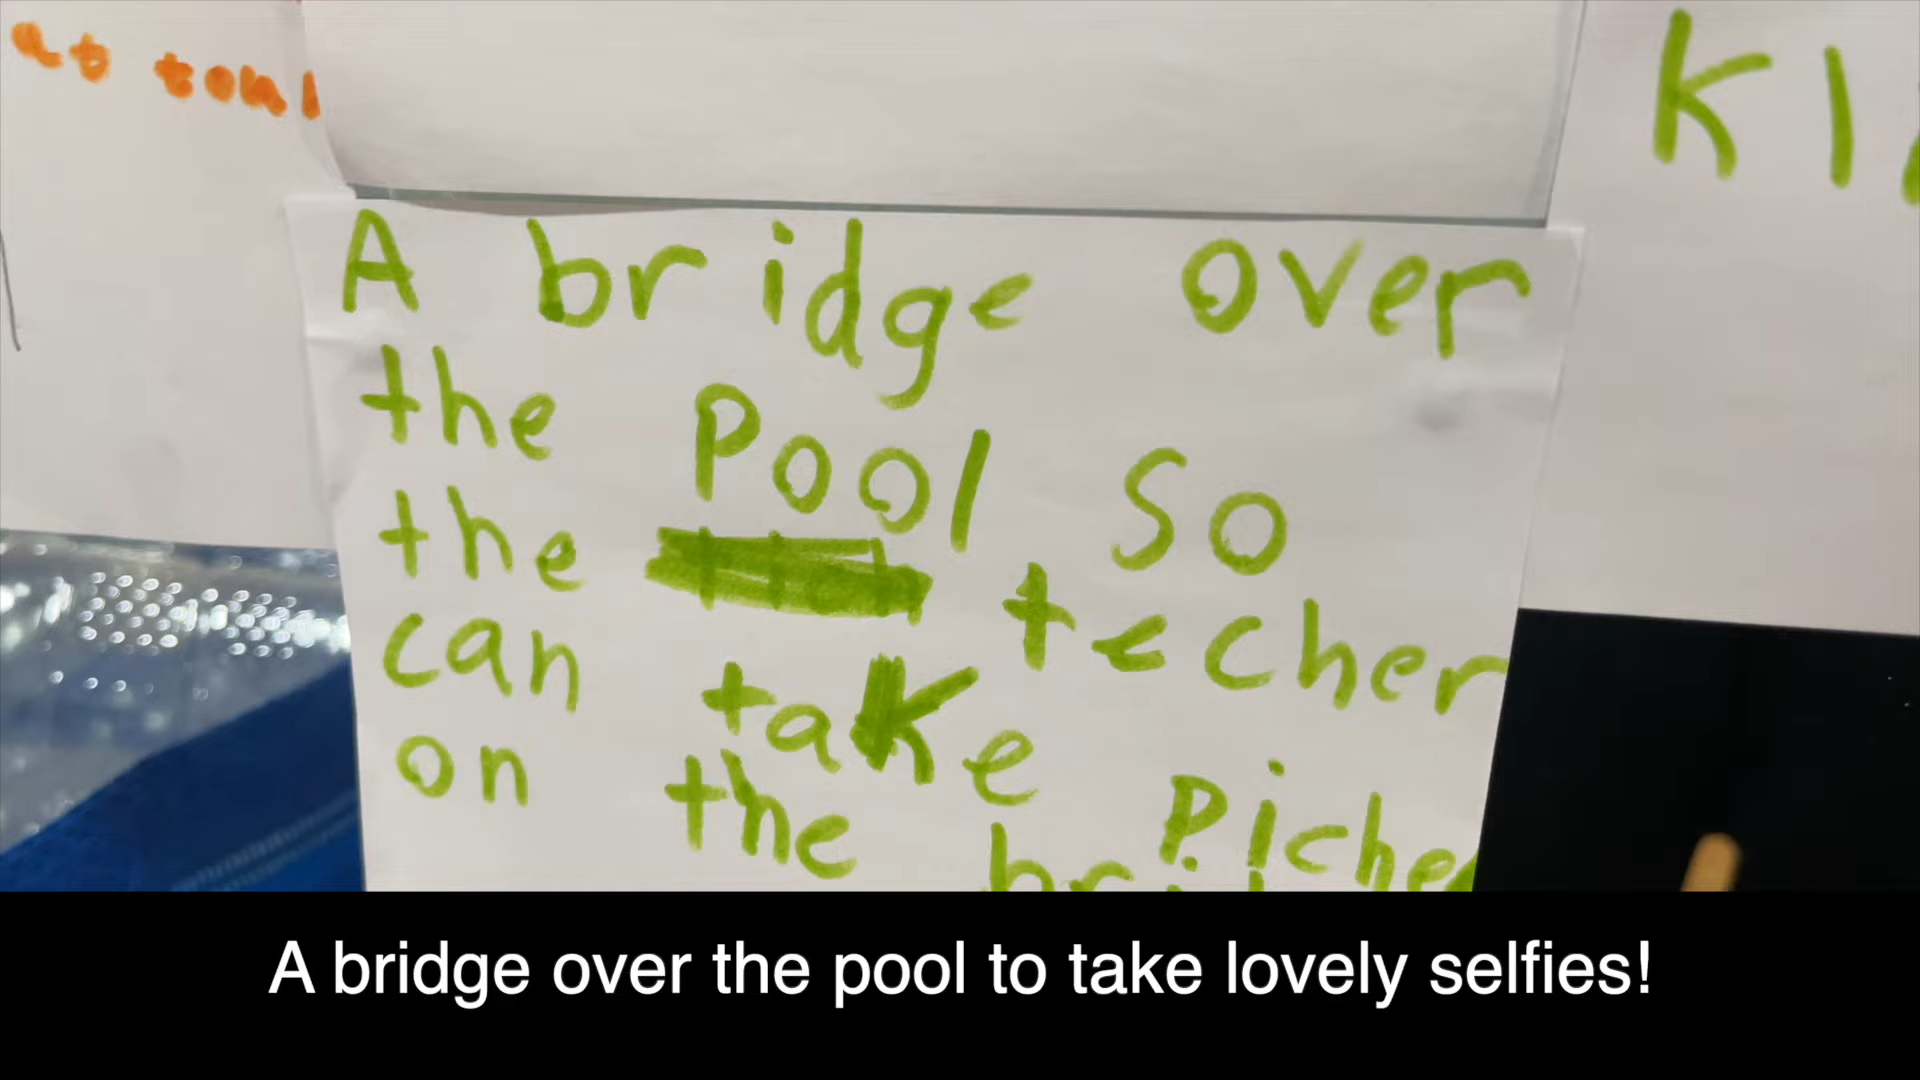 at
A bridge over
the Pool so
the techer
can take Piche
on the
A bridge over the pool to take lovely selfies!